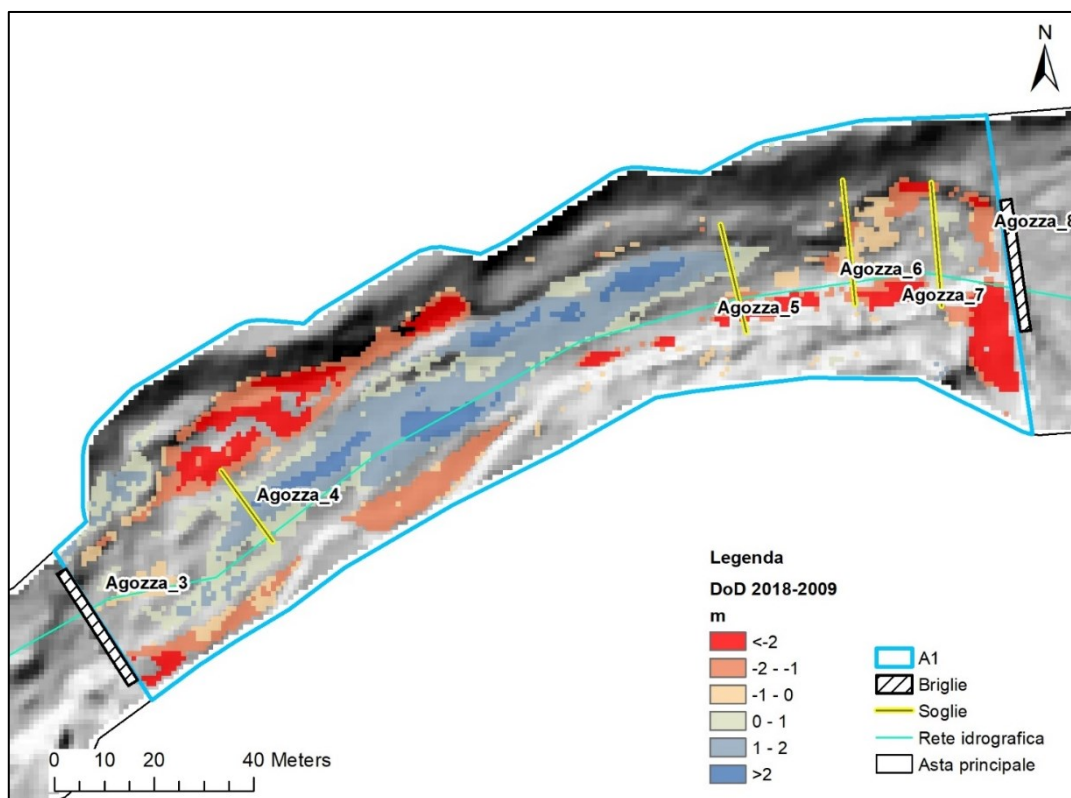 N
Agozza_8
Agozza_6
Agozza_7
Agozza_5
Agozza_4
Agozza_3
Legenda
DoD 2018-2009
m
<-2
-2 - -1
-1 - 0
0 - 1
1 - 2
>2
A1
Briglie
Soglie
Rete idrografica
Asta principale
0 10 20 40 Meters